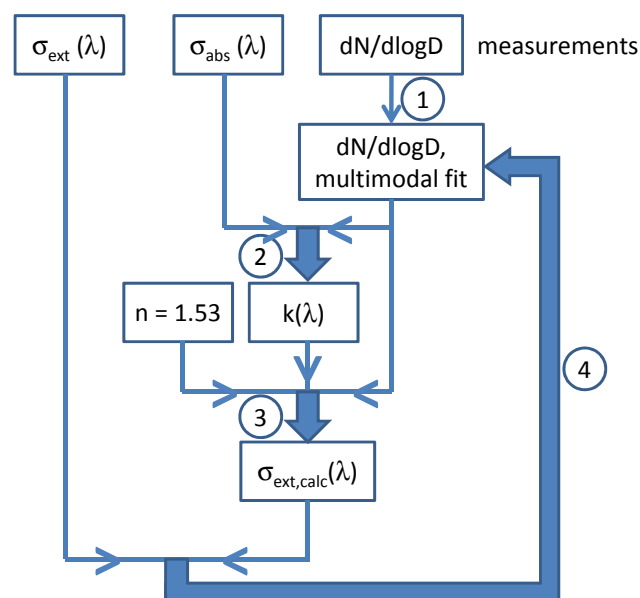 σext (λ)
σabs (λ)
dN/dlogD
measurements
1
dN/dlogD,
multimodal fit
2
n = 1.53
k(λ)
4
3
σext,calc(λ)